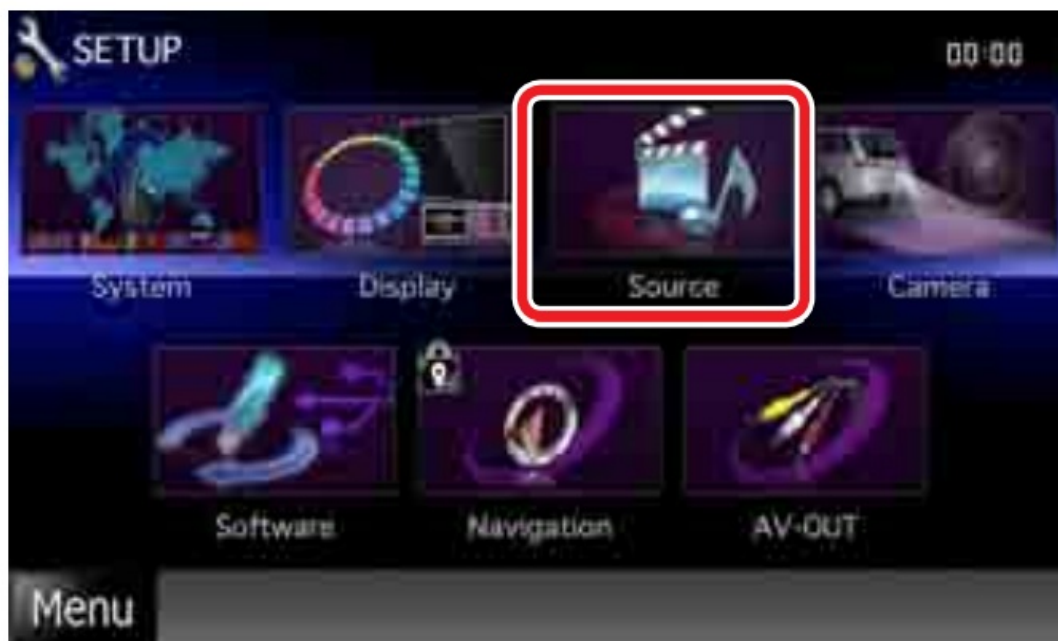 SETUP
00:00
System
Display
Source
Camera
Software
Navigation
AV-OUT
Menu